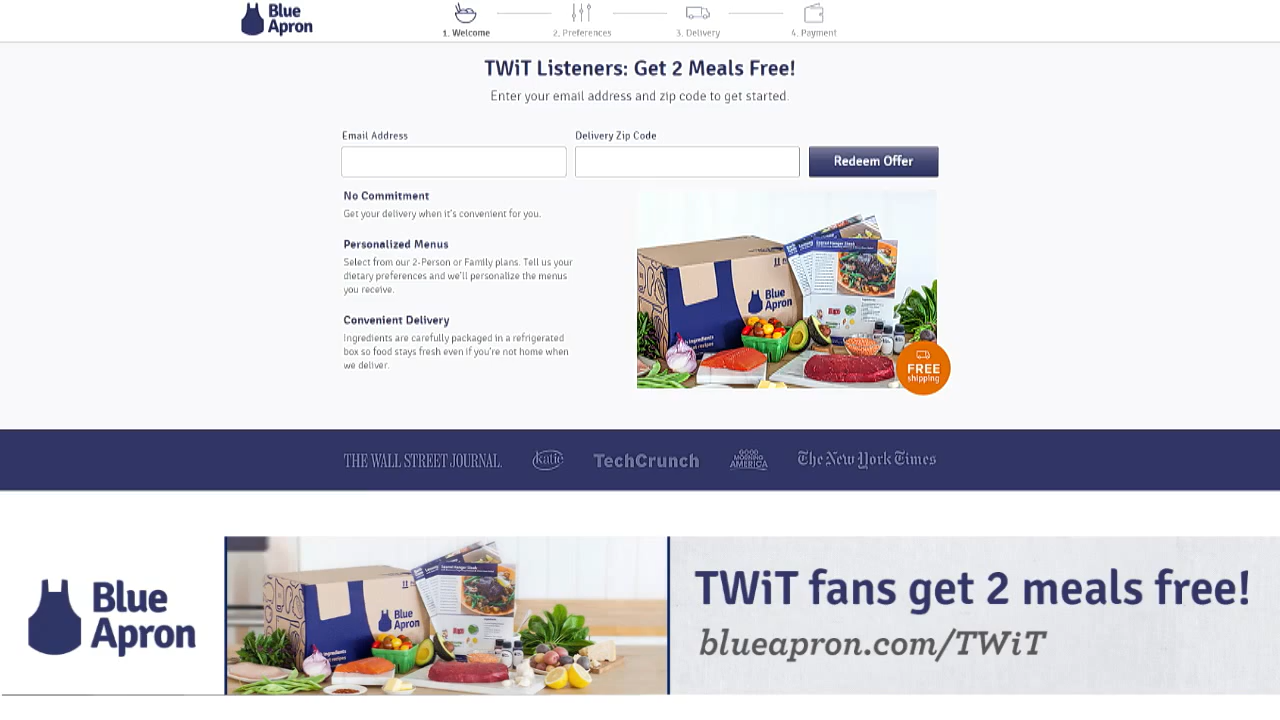 Blue
Apron
1. Welcome
2. Preferences
3. Delivery
4. Payment
TWiT Listeners: Get 2 Meals Free!
Enter your email address and zip code to get started.
Email Address
Delivery Zip Code
Redeem Offer
No Commitment
Get your delivery when it's convenient for you.
Personalized Menus
Select from our 2-Person or Family plans. Tell us your
dietary preferences and we'll personalize the menus
you receive.
Convenient Delivery
Ingredients are carefully packaged in a refrigerated
box so food stays fresh even if you're not home when
we deliver.
Blue
Apron
FREE
shipping
THE WALL STREET JOURNAL.
katie
TechCrunch
GOOD
MORNING
AMERICA
The New York Times
Blue
Apron
Blue
Apron
TWiT fans get 2 meals free!
blueapron.com/TWiT